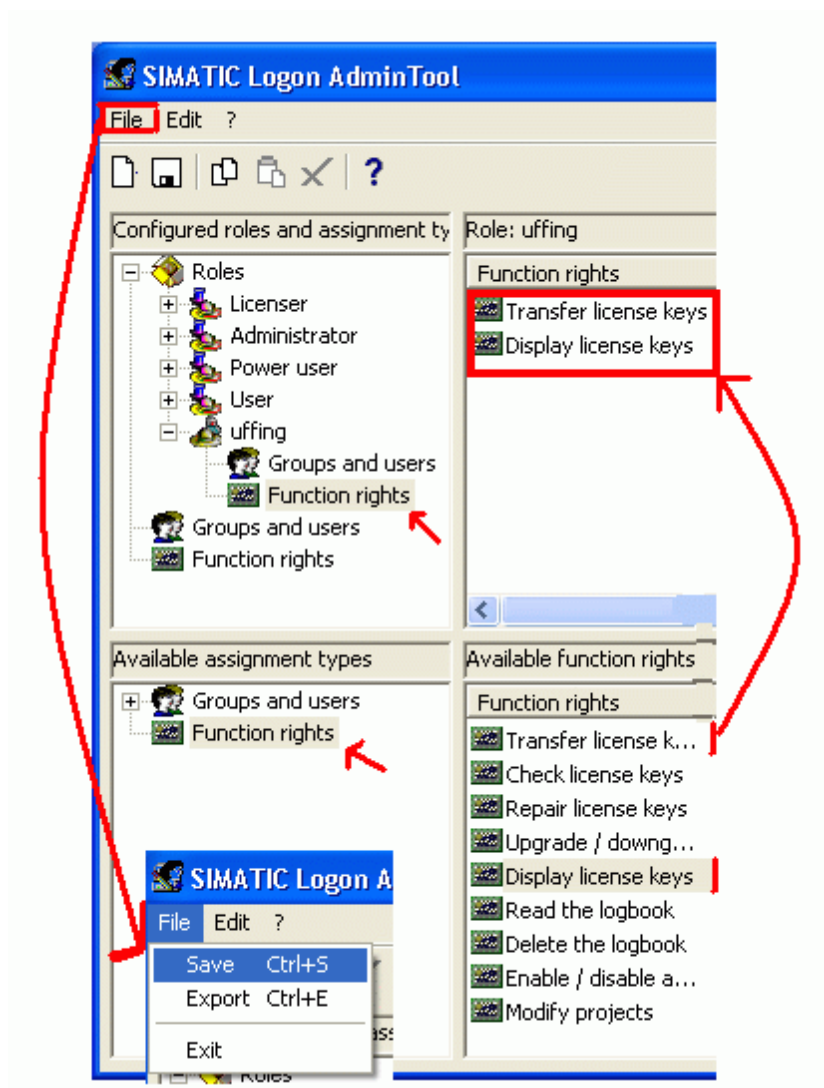 SIMATIC Logon AdminTool
File Edit ?
?
Configured roles and assignment ty
Roles
Licenser
Administrator
Power user
User
uffing
Groups and users
Function rights
Groups and users
Function rights
Role: uffing
Function rights
Transfer license keys
Display license keys
Available assignment types
Groups and users
Function rights
Available function rights
Function rights
Transfer license k...
Check license keys
Repair license keys
Upgrade / downg...
Display license keys
Read the logbook
Delete the logbook
Enable / disable a...
Modify projects
SIMATIC Logon A
File Edit ?
Save Ctrl+S
Export Ctrl+E
Exit
ass
Roles